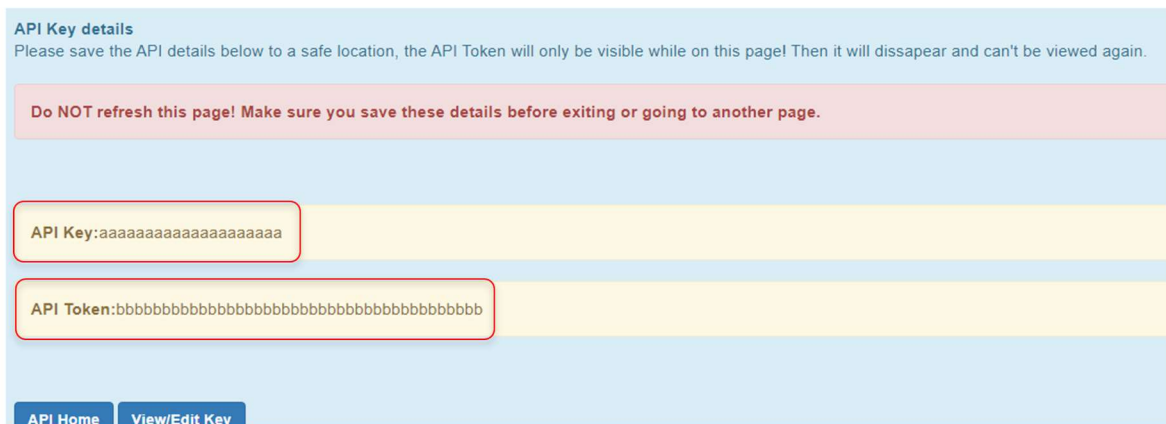 API Key details
Please save the API details below to a safe location, the API Token will only be visible while on this page! Then it will dissapear and can't be viewed again.
Do NOT refresh this page! Make sure you save these details before exiting or going to another page.
API Key:aaaaaaaaaaaaaaaaaaaa
API Token:bbbbbbbbbbbbbbbbbbbbbbbbbbbbbbbbbbbbbbbb
API Home View/Edit Key